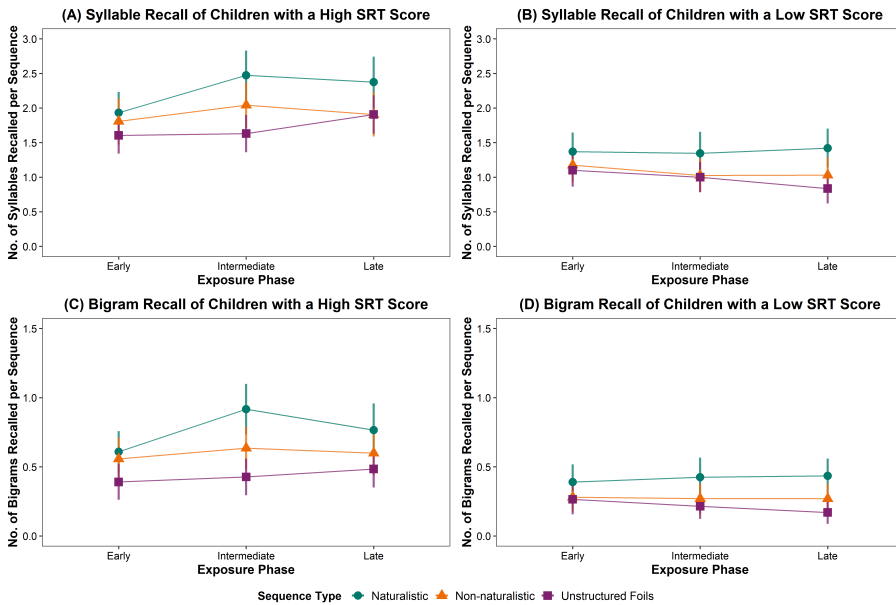 (A) Syllable Recall of Children with a High SRT Score
No. of Syllables Recalled per Sequence
3.0
2.5
2.0
1.5
1.0
0.5
0.0
Early
Intermediate
Late
Exposure Phase
(B) Syllable Recall of Children with a Low SRT Score
No. of Syllables Recalled per Sequence
3.0
2.5
2.0
1.5
1.0
0.5
0.0
Early
Intermediate
Late
Exposure Phase
(C) Bigram Recall of Children with a High SRT Score
No. of Bigrams Recalled per Sequence
1.5
1.0
0.5
0.0
Early
Intermediate
Late
Exposure Phase
(D) Bigram Recall of Children with a Low SRT Score
No. of Bigrams Recalled per Sequence
1.5
1.0
0.5
0.0
Early
Intermediate
Late
Exposure Phase
Sequence Type Naturalistic Non-naturalistic Unstructured Foils